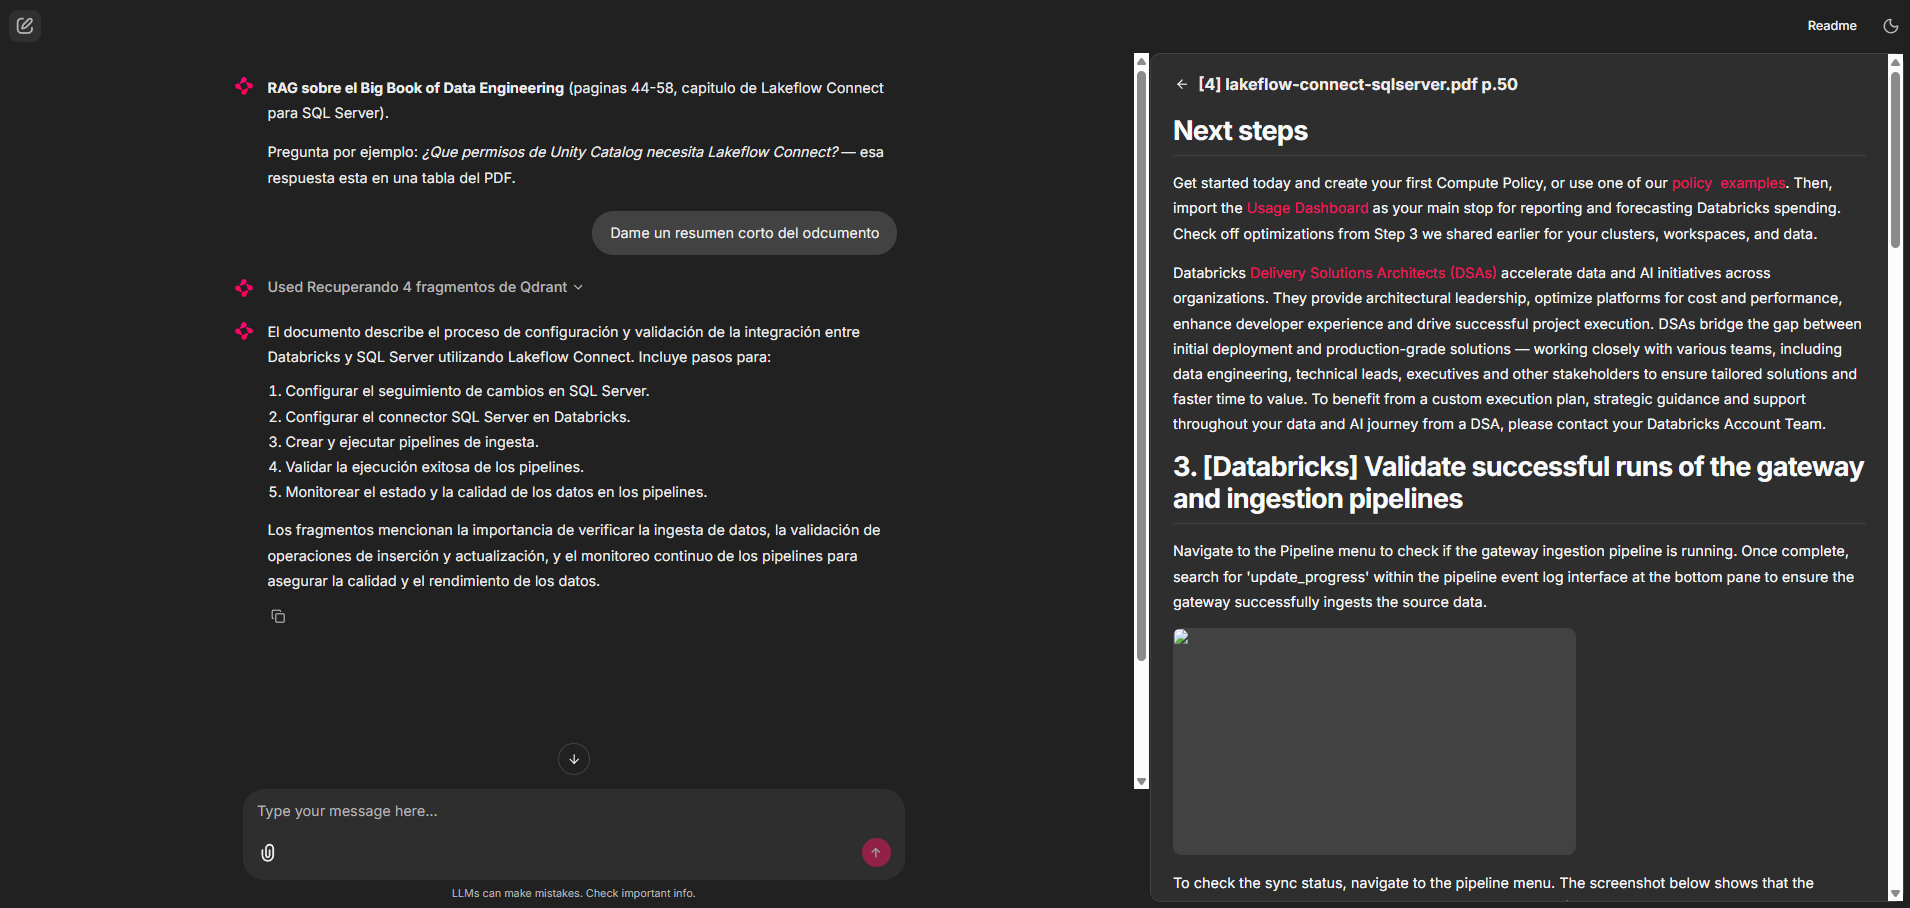 Readme
RAG sobre el Big Book of Data Engineering (paginas 44-58, capitulo de Lakeflow Connect
para SQL Server).
Pregunta por ejemplo: ¿Que permisos de Unity Catalog necesita Lakeflow Connect? — esa
respuesta esta en una tabla del PDF.
Dame un resumen corto del odcumento
Used Recuperando 4 fragmentos de Qdrant
El documento describe el proceso de configuración y validación de la integración entre
Databricks y SQL Server utilizando Lakeflow Connect. Incluye pasos para:
1. Configurar el seguimiento de cambios en SQL Server.
2. Configurar el connector SQL Server en Databricks.
3. Crear y ejecutar pipelines de ingesta.
4. Validar la ejecución exitosa de los pipelines.
5. Monitorear el estado y la calidad de los datos en los pipelines.
Los fragmentos mencionan la importancia de verificar la ingesta de datos, la validación de
operaciones de inserción y actualización, y el monitoreo continuo de los pipelines para
asegurar la calidad y el rendimiento de los datos.
Type your message here...
LLMs can make mistakes. Check important info.
[4] lakeflow-connect-sqlserver.pdf p.50
Next steps
Get started today and create your first Compute Policy, or use one of our policy examples. Then,
import the Usage Dashboard as your main stop for reporting and forecasting Databricks spending.
Check off optimizations from Step 3 we shared earlier for your clusters, workspaces, and data.
Databricks Delivery Solutions Architects (DSAs) accelerate data and AI initiatives across
organizations. They provide architectural leadership, optimize platforms for cost and performance,
enhance developer experience and drive successful project execution. DSAs bridge the gap between
initial deployment and production-grade solutions — working closely with various teams, including
data engineering, technical leads, executives and other stakeholders to ensure tailored solutions and
faster time to value. To benefit from a custom execution plan, strategic guidance and support
throughout your data and AI journey from a DSA, please contact your Databricks Account Team.
3. [Databricks] Validate successful runs of the gateway
and ingestion pipelines
Navigate to the Pipeline menu to check if the gateway ingestion pipeline is running. Once complete,
search for 'update_progress' within the pipeline event log interface at the bottom pane to ensure the
gateway successfully ingests the source data.
To check the sync status, navigate to the pipeline menu. The screenshot below shows that the